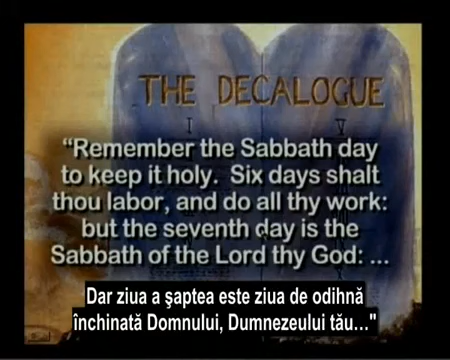 THE DECALOGUE
I V
“Remember the Sabbath day
to keep it holy. Six days shalt
thou labor, and do all thy work:
but the seventh day is the
Sabbath of the Lord thy God: ...
Dar ziua a şaptea este ziua de odihnă
închinată Domnului, Dumnezeului tău…"